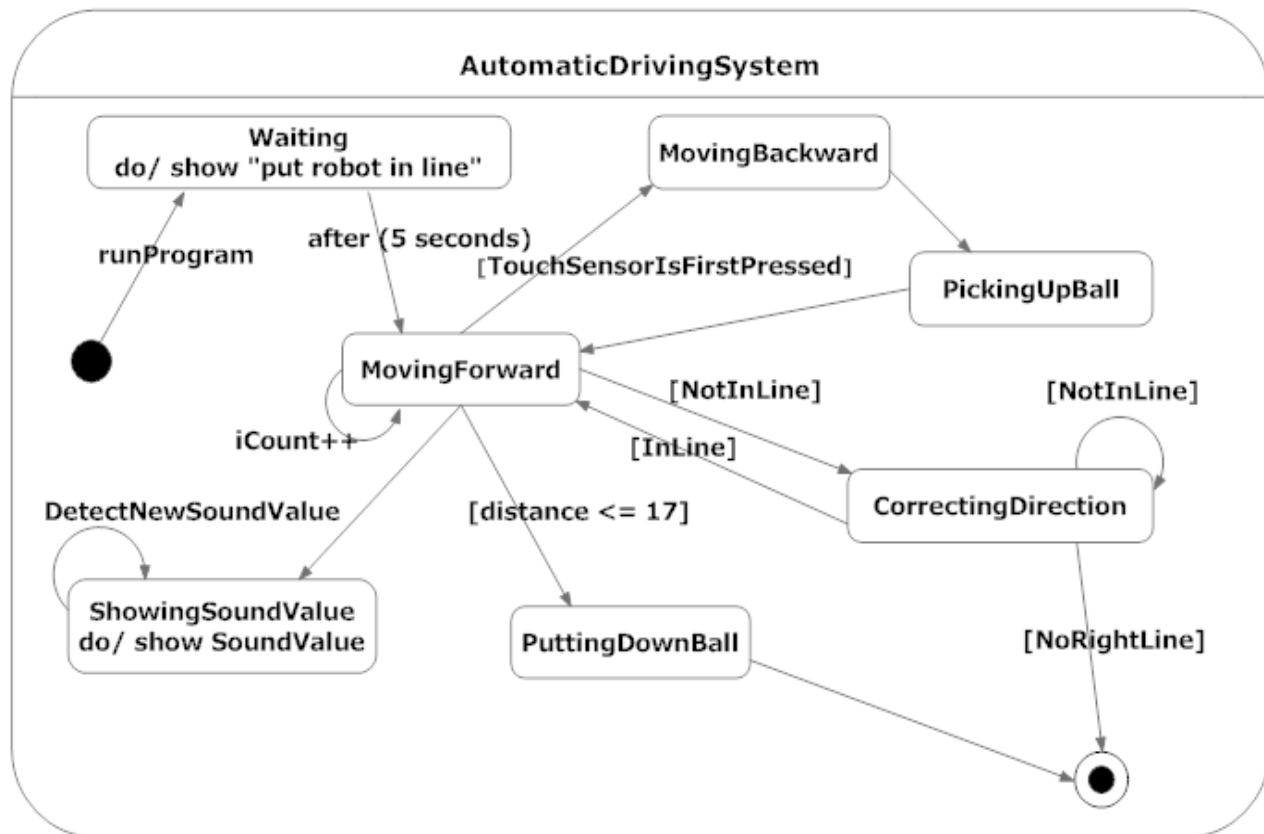 AutomaticDrivingSystem
Waiting
do/ show "put robot in line"
MovingBackward
runProgram
after (5 seconds)
[TouchSensorIsFirstPressed]
PickingUpBall
MovingForward
[NotInLine]
[NotInLine]
iCount++
[InLine]
DetectNewSoundValue
[distance <= 17]
CorrectingDirection
ShowingSoundValue
do/ show SoundValue
PuttingDownBall
[NoRightLine]